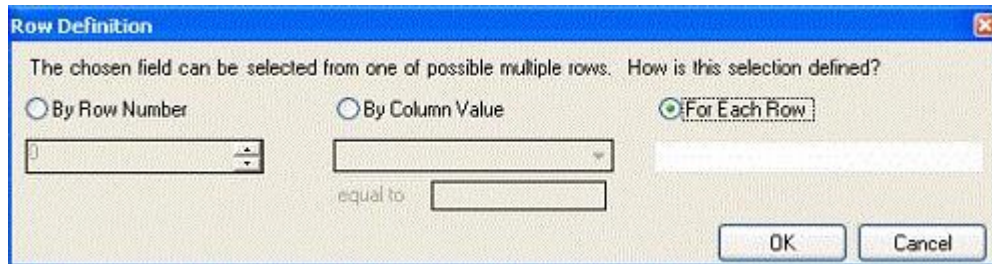 Row Definition
The chosen field can be selected from one of possible multiple rows. How is this selection defined?
By Row Number By Column Value For Each Row
0
equal to
OK Cancel